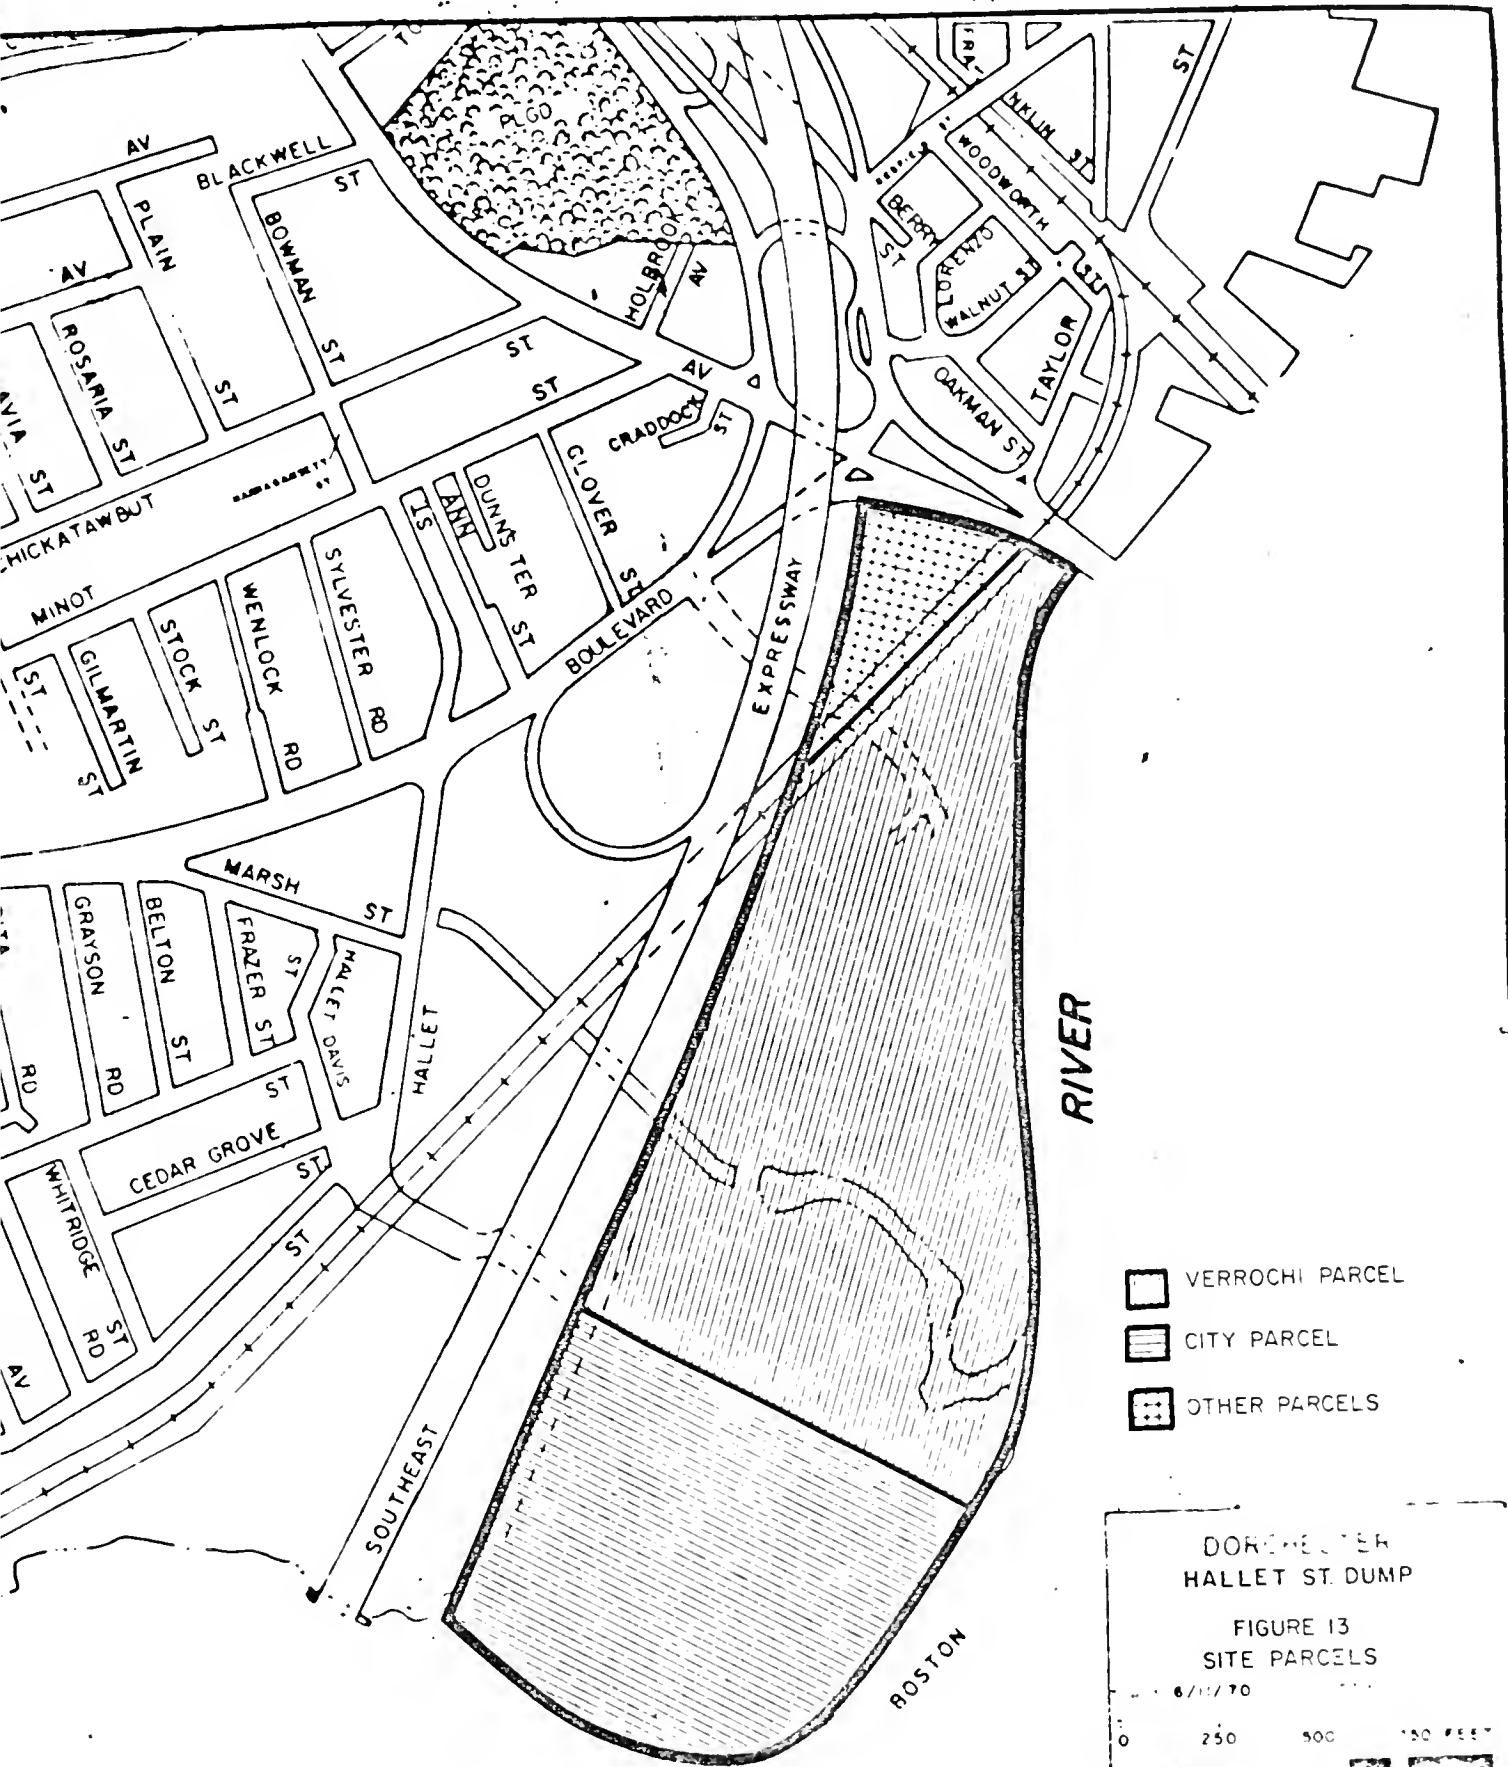 PLGD
ST
AV
BLACKWELL
ST
PLAIN
ST
BOWMAN
ST
AV
ROSARIA ST
ST
HOLBROOK
AV
WOODWORTH
ST
BERRY
ST
LORENZO
WALNUT ST
TAYLOR
OAKMAN ST
ST
ST
AV
CRADDOCK
ST
GLOVER
ST
DUNNSTER
ST
ANN
ST
MINOT
SYLVESTER
RD
WENLOCK
RD
STOCK
ST
GILMARTIN
ST
ST
BOULEVARD
EXPRESSWAY
MARSH
ST
GRAYSON
RD
BELTON
ST
FRAZER ST
ST
HALLET DAVIS
HALLET
RD
ST
CEDAR GROVE
ST
WHITRIDGE
ST
RD
ST
AV
SOUTHEAST
RIVER
BOSTON
VERROCHI PARCEL
CITY PARCEL
OTHER PARCELS
HALLET ST. DUMP
FIGURE 13
SITE PARCELS
0 250 500